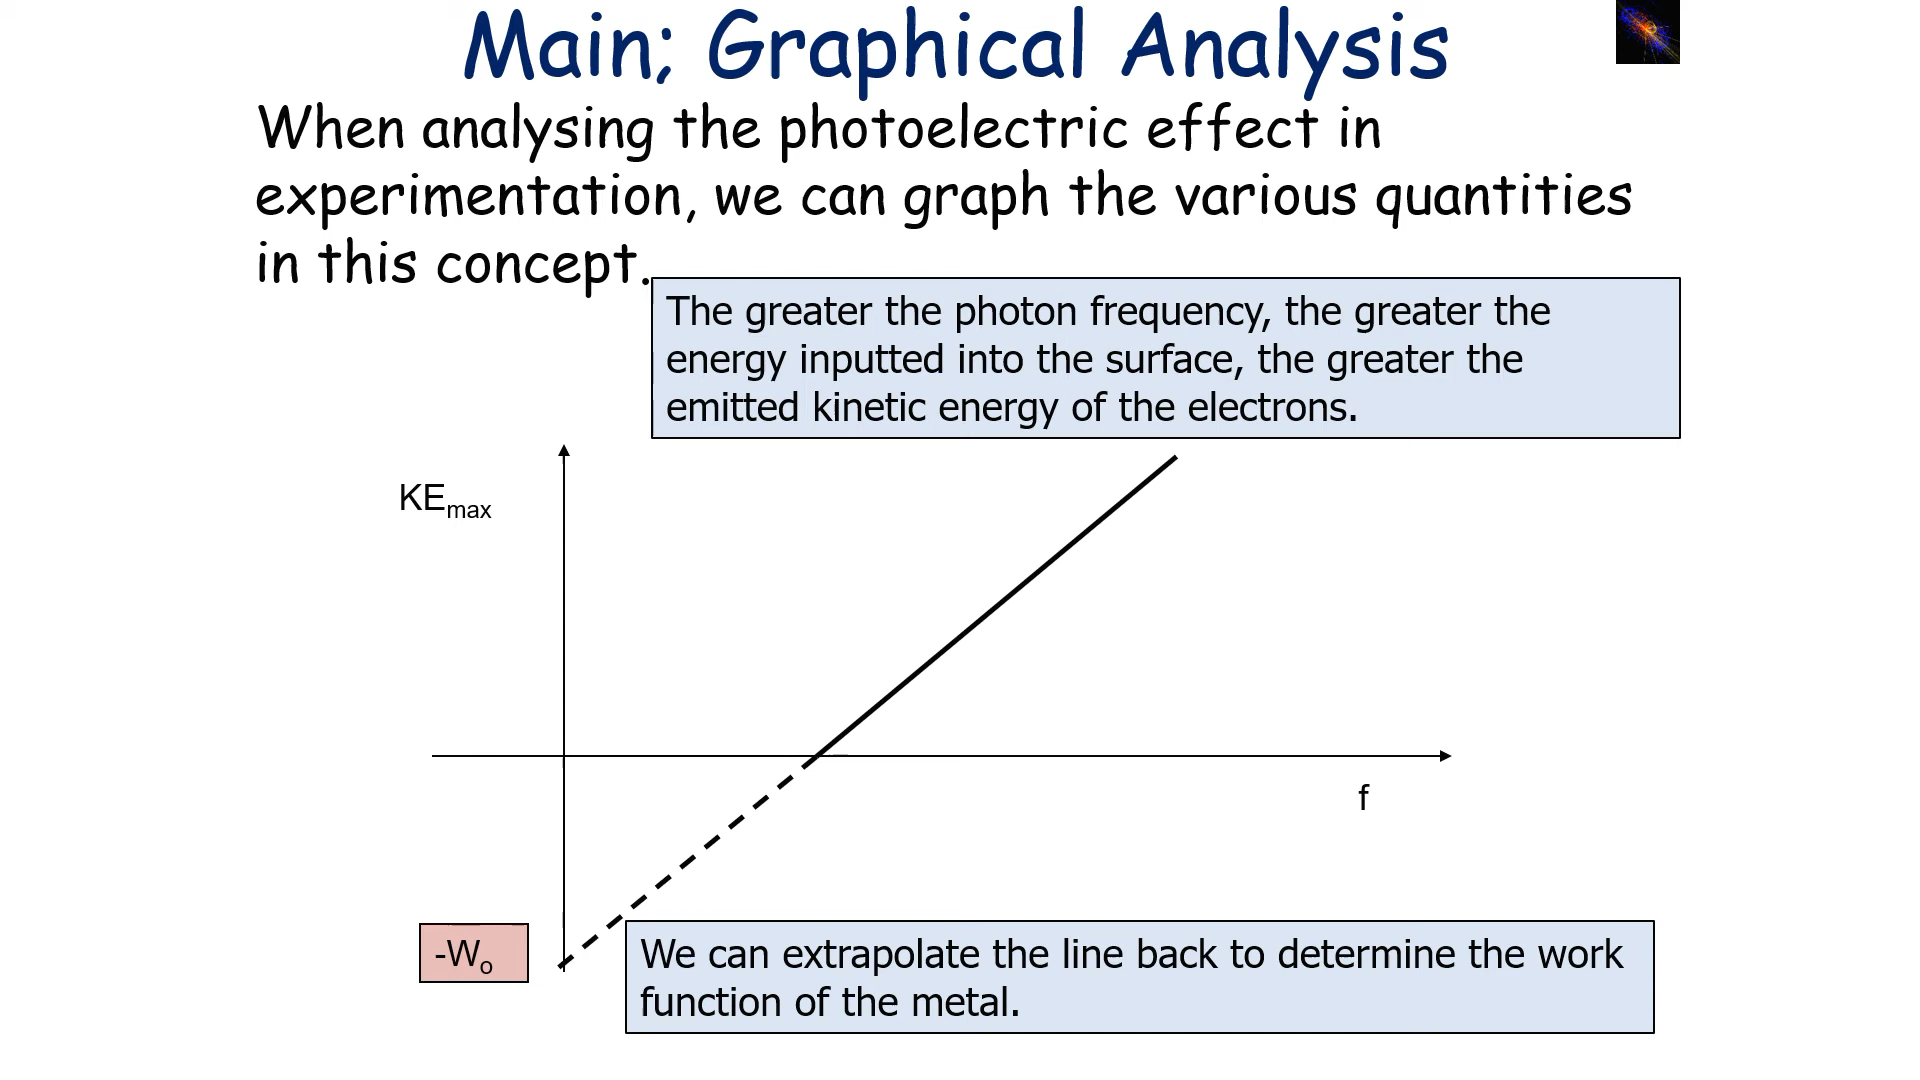 Main; Graphical Analysis
When analysing the photoelectric effect in
experimentation, we can graph the various quantities
in this concept.
The greater the photon frequency, the greater the
energy inputted into the surface, the greater the
emitted kinetic energy of the electrons.
KEmax
f
-Wo
We can extrapolate the line back to determine the work
function of the metal.